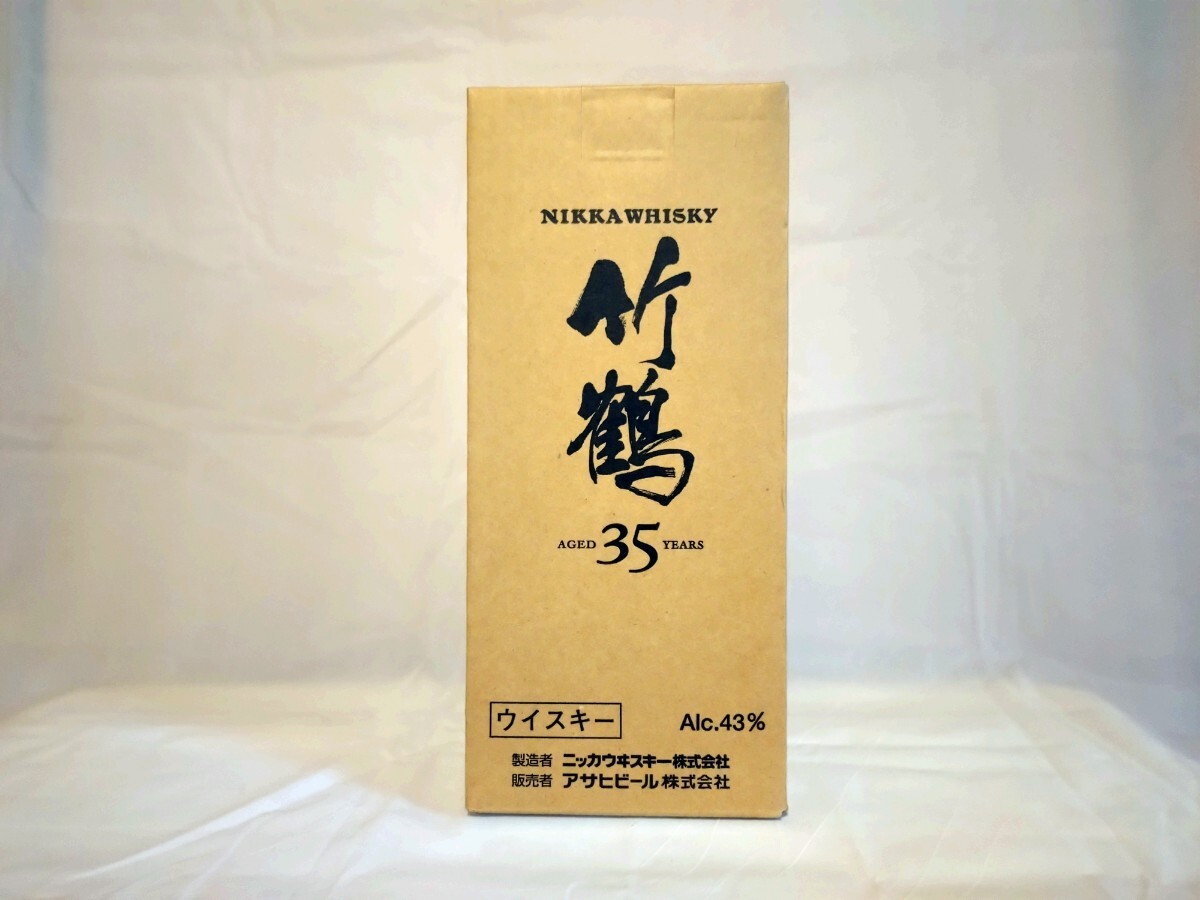 NIKKA WHISKY
竹
鶴
AGED 35 YEARS
ウイスキー Alc.43%
製造者 ニッカウヰスキー株式会社
販売者 アサヒビール株式会社